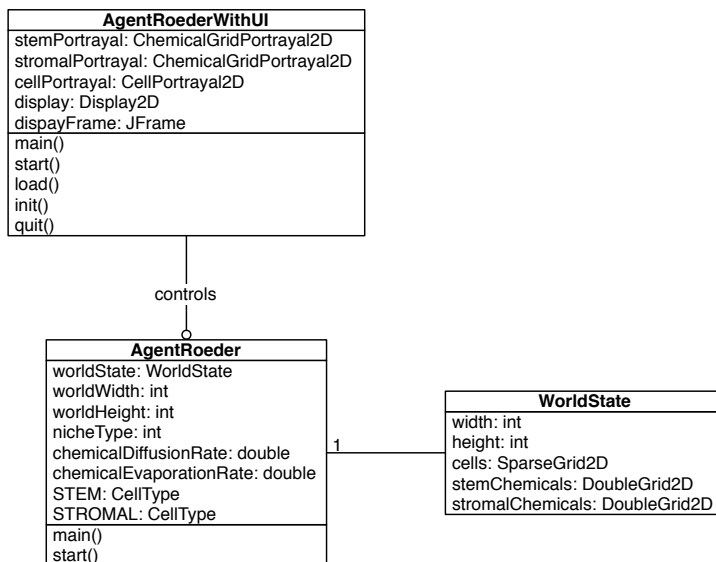 AgentRoederWithUI
stemPortrayal: ChemicalGridPortrayal2D
stromalPortrayal: ChemicalGridPortrayal2D
cellPortrayal: CellPortrayal2D
display: Display2D
dispayFrame: JFrame
main()
start()
load()
init()
quit()
controls
AgentRoeder
worldState: WorldState
worldWidth: int
worldHeight: int
nicheType: int
chemicalDiffusionRate: double
chemicalEvaporationRate: double
STEM: CellType
STROMAL: CellType
main()
start()
1
WorldState
width: int
height: int
cells: SparseGrid2D
stemChemicals: DoubleGrid2D
stromalChemicals: DoubleGrid2D